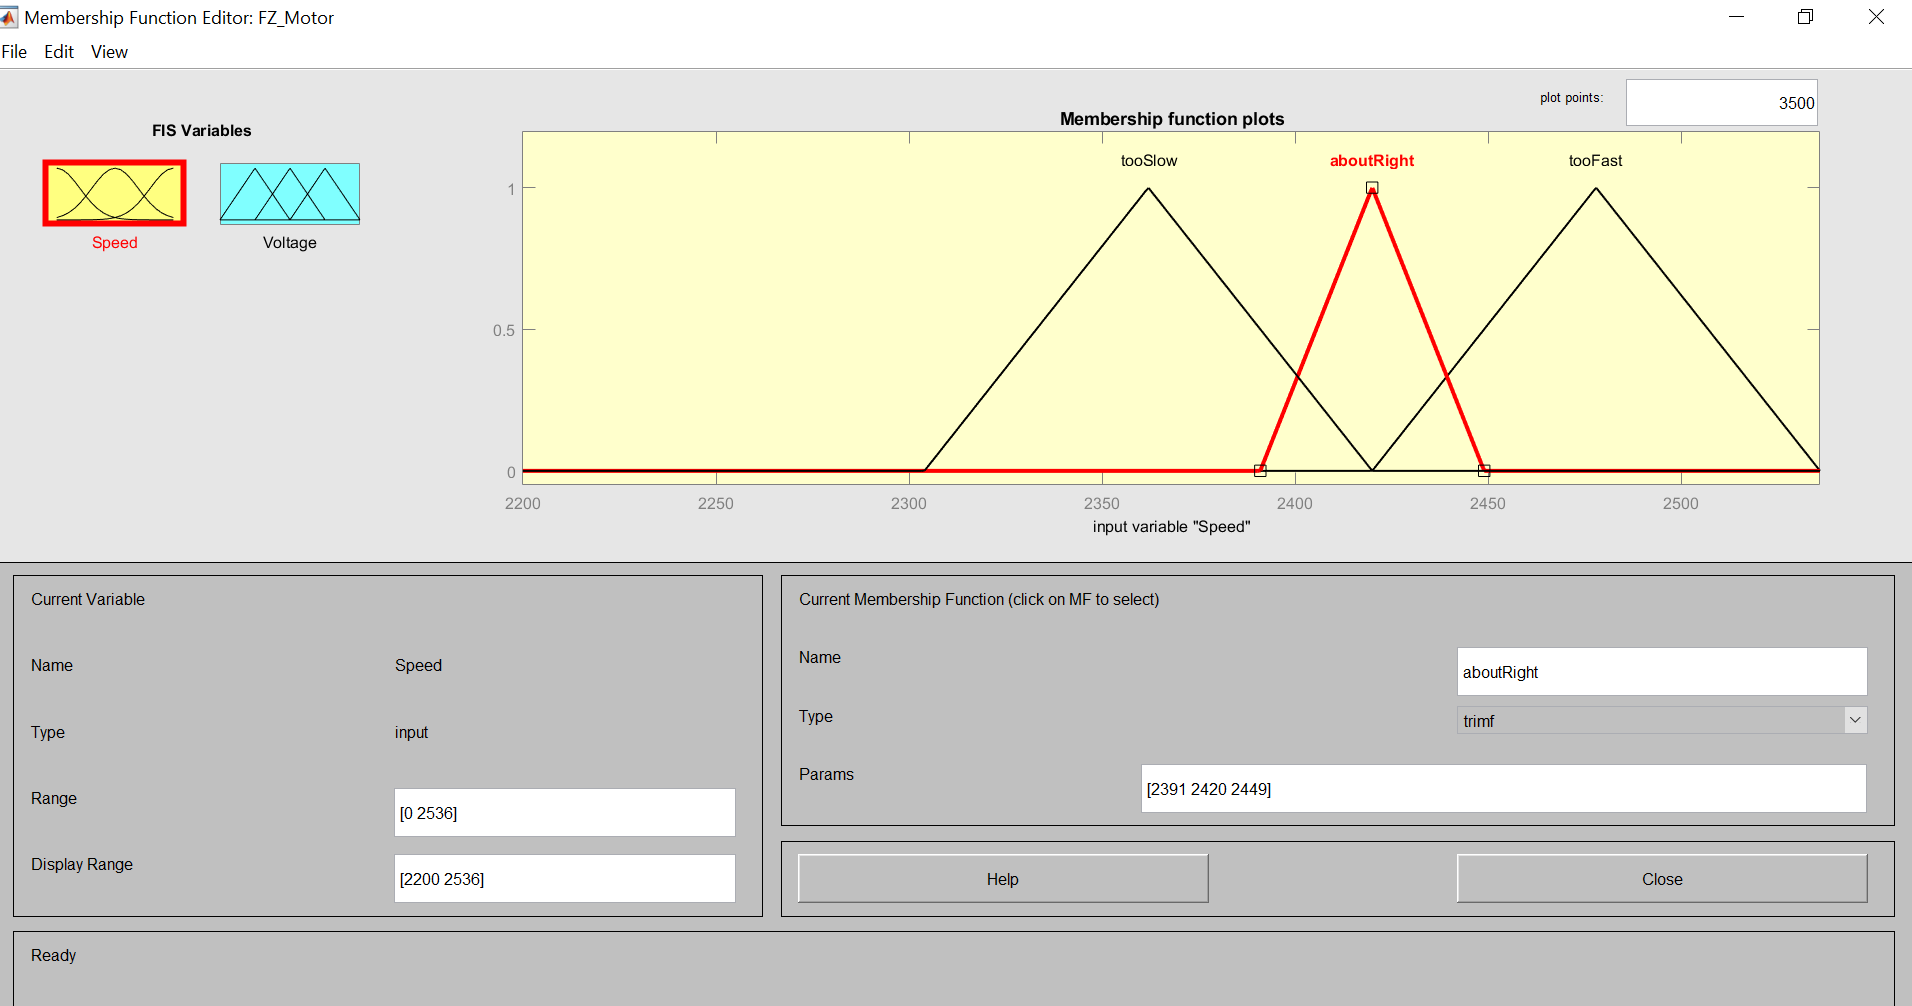 Membership Function Editor: FZ_Motor
File Edit View
plot points: 3500
FIS Variables
Membership function plots
tooSlow aboutRight tooFast
Speed Voltage
1
0.5
0
2200 2250 2300 2350 2400 2450 2500
input variable "Speed"
Current Variable
Name Speed
Type input
Range [0 2536]
Display Range [2200 2536]
Current Membership Function (click on MF to select)
Name aboutRight
Type trimf
Params [2391 2420 2449]
Help Close
Ready